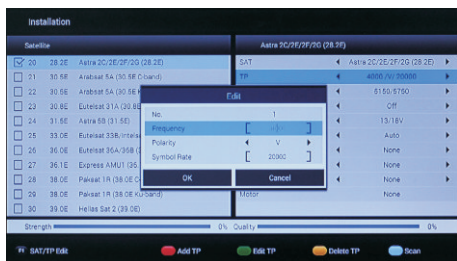 Installation
Satellite
Astra 2C/2E/2F/2G (28.2E)
20 28.2E Astra 2C/2E/2F/2G (28.2E)
SAT Astra 2C/2E/2F/2G (28.2E)
21 30.5E Arabsat 5A (30.5E C-band)
TP 4000 /V/ 20000
22 30.5E Arabsat 5A (30.5E
5150/5750
23 30.8E Eutelsat 31A (30.8E
Off
24 31.5E Astra 5B (31.5E)
13/18V
25 33.0E Eutelsat 33B/Intels
Auto
26 36.0E Eutelsat 36A/36B (
None
27 36.1E Express AMU1 (36.
None
28 38.0E Paksat 1R (38.0E C
None
29 38.0E Paksat 1R (38.0E Ku-band)
Motor None
30 39.0E Hellas Sat 2 (39.0E)
Edit
No. 1
Frequency [ ]
Polarity V
Symbol Rate [ 20000 ]
OK Cancel
Strength 0% Quality 0%
SAT/TP Edit Add TP Edit TP Delete TP Scan